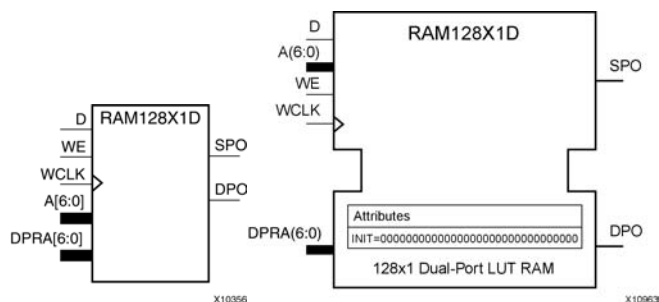 RAM128X1D
D
WE
WCLK
A[6:0]
DPRA[6:0]
SPO
DPO
X10356
RAM128X1D
D
A(6:0)
WE
WCLK
SPO
DPRA(6:0)
Attributes
INIT=00000000000000000000000000000000
128x1 Dual-Port LUT RAM
DPO
X10963